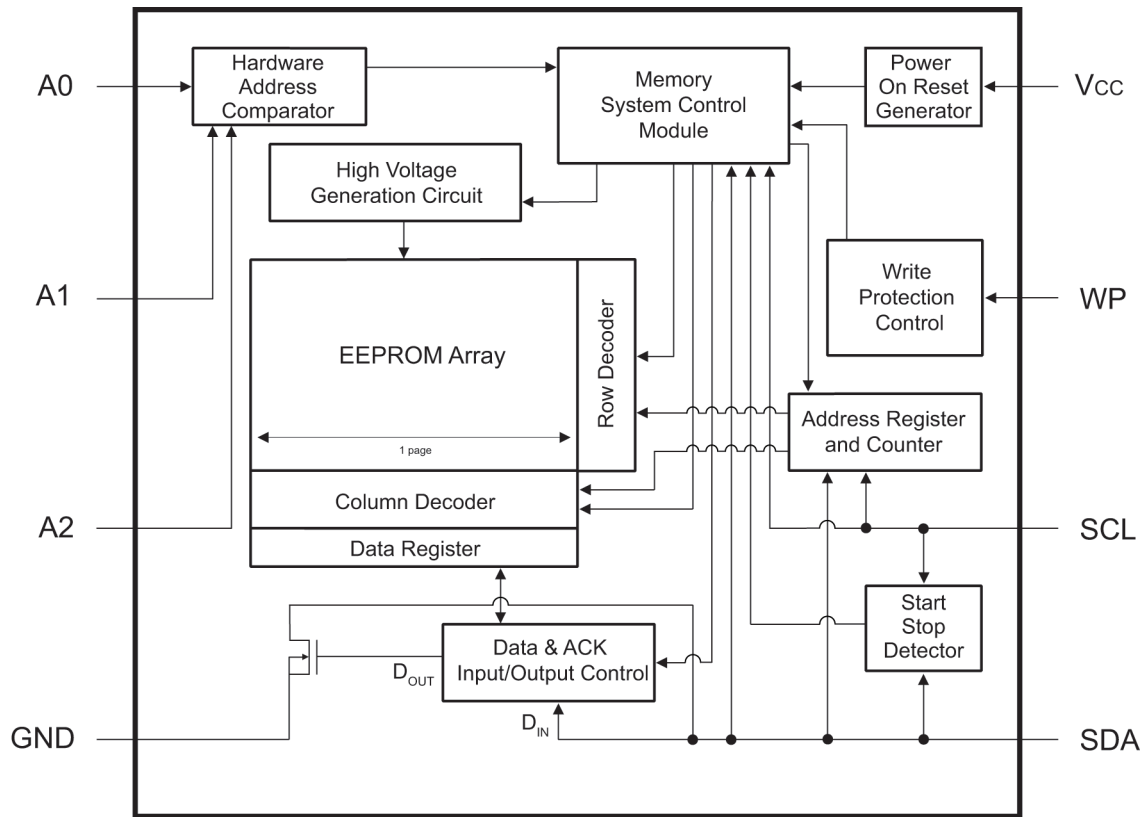 A0
Hardware
Address
Comparator
Memory
System Control
Module
Power
On Reset
Generator
VCC
High Voltage
Generation Circuit
A1
EEPROM Array
1 page
Row Decoder
Write
Protection
Control
WP
Address Register
and Counter
Column Decoder
A2
Data Register
SCL
Start
Stop
Detector
Data & ACK
Input/Output Control
DOUT
DIN
GND
SDA